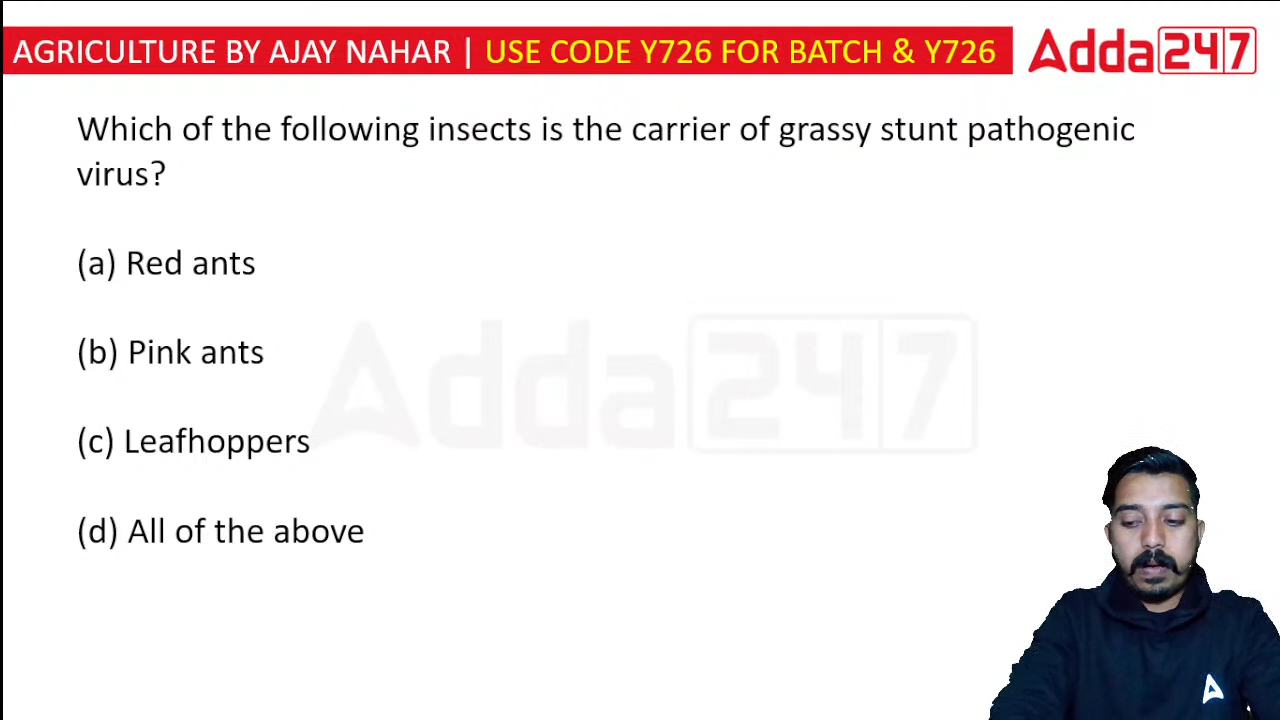 AGRICULTURE BY AJAY NAHAR | USE CODE Y726 FOR BATCH & Y726
Adda247
Which of the following insects is the carrier of grassy stunt pathogenic
virus?
(a) Red ants
(b) Pink ants
(c) Leafhoppers
(d) All of the above
Adda247